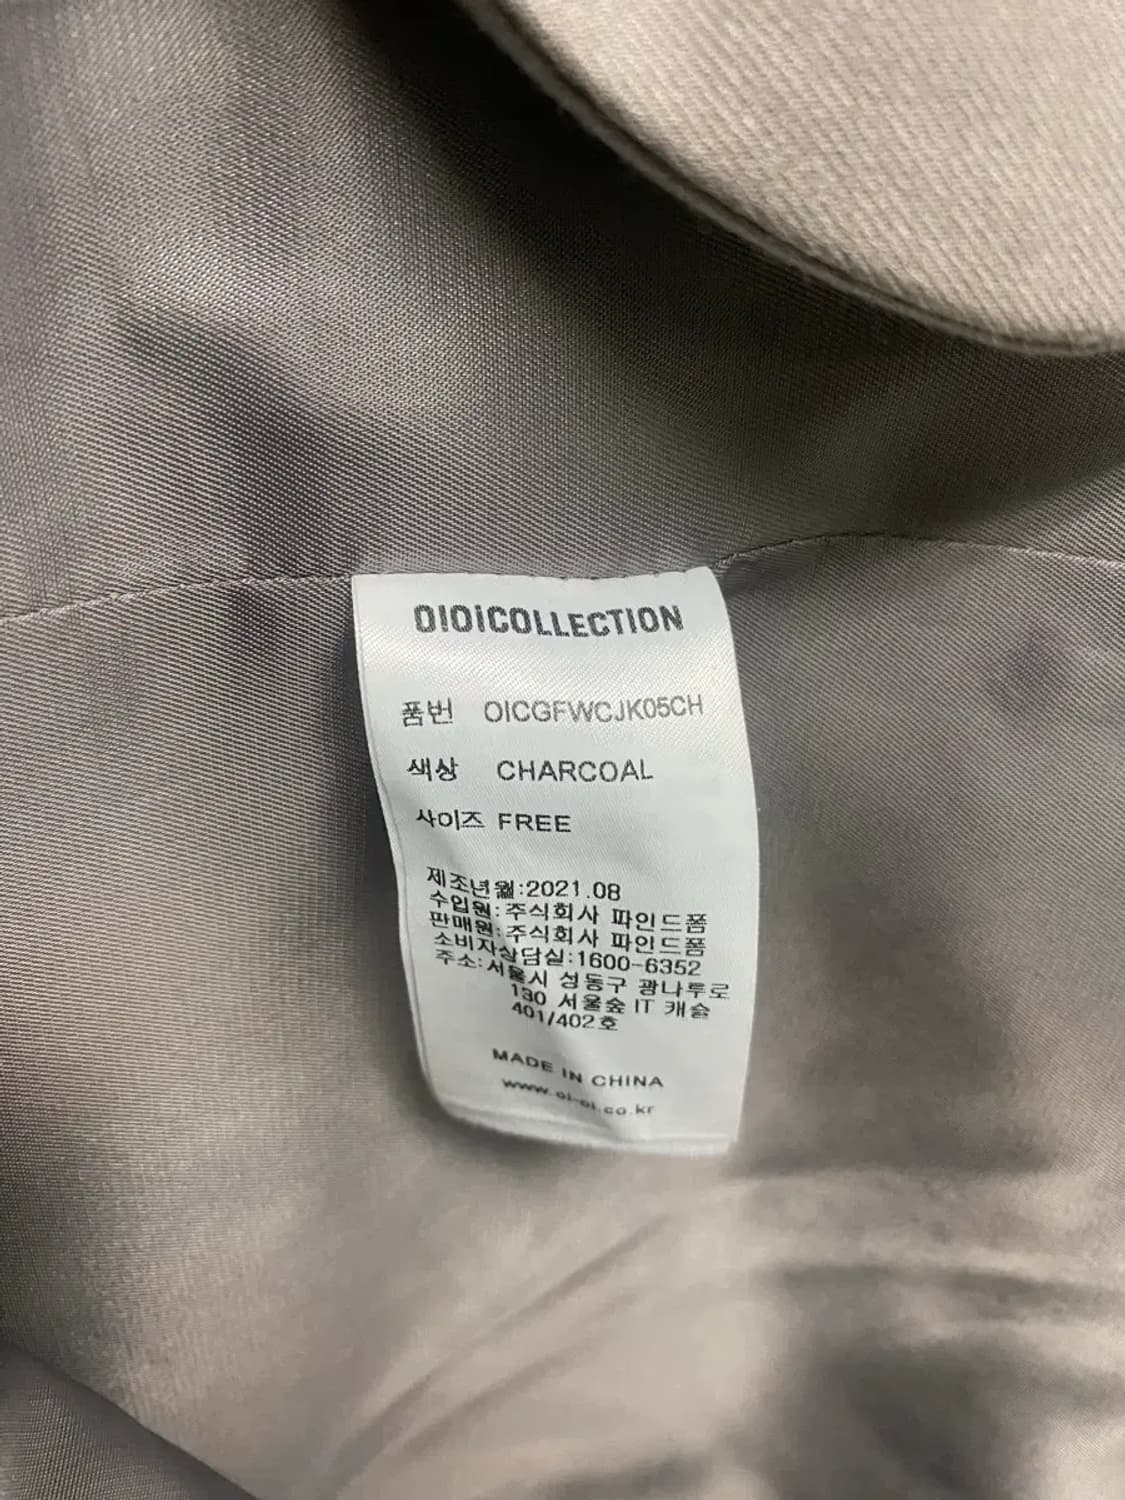 OIOICOLLECTION
품번 OICGFWCJK05CH
색상 CHARCOAL
사이즈 FREE
제조년월:2021.08
수입원:주식회사 파인드폼
판매원:주식회사 파인드폼
소비자상담실:1600-6352
주소:서울시 성동구 광나루로
130 서울숲 IT 캐슬
401/402호
MADE IN CHINA
www.oi-oi.co.kr